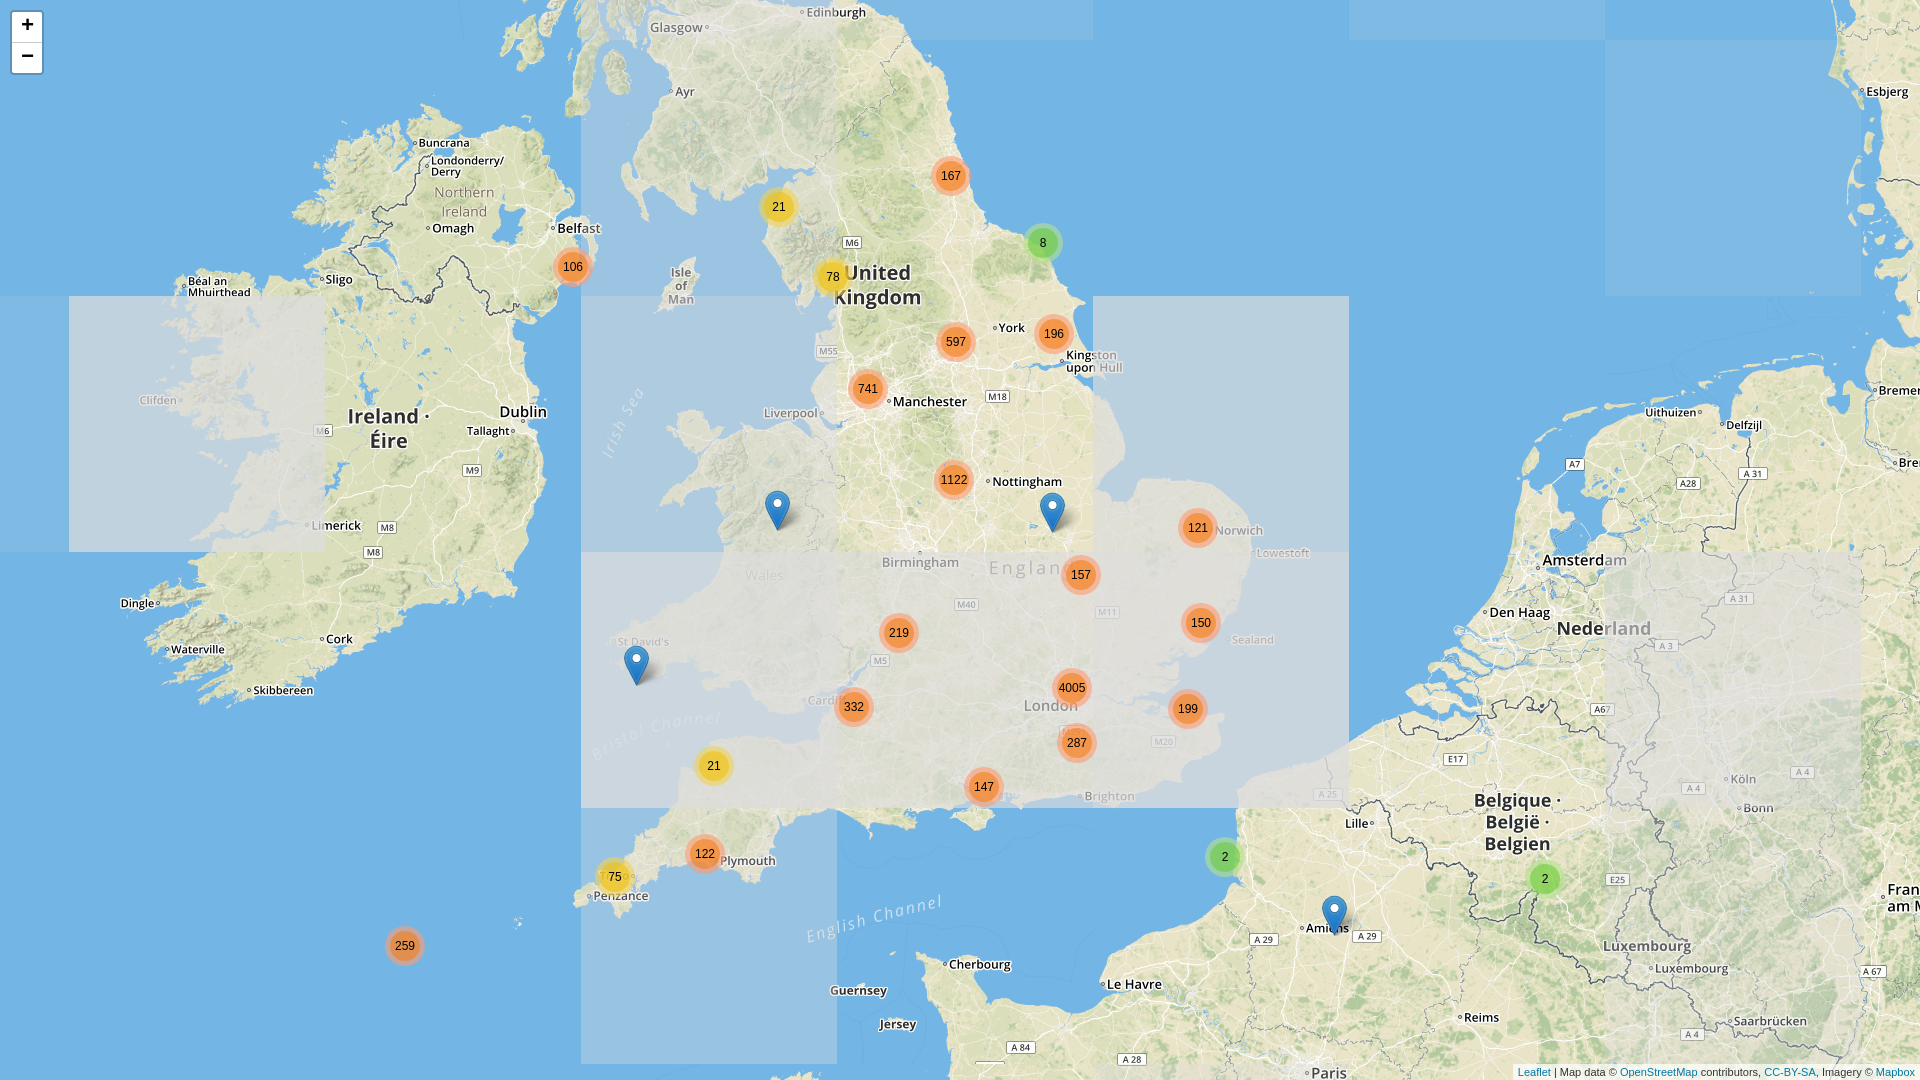 +
−
Glasgow
Edinburgh
Ayr
Esbjerg
Buncrana
Londonderry/
Derry
Northern
Ireland
Omagh
Belfast
167
21
8
M6
106
78
United
Kingdom
Isle
of
Man
Sligo
Béal an
Mhuirthead
York
597
196
Kingston
upon Hull
M55
741
Manchester
M18
Clifden
Ireland ·
Éire
M6
Dublin
Tallaght
Liverpool
Irish Sea
M9
Uithuizen
Delfzijl
A7
A 31
A28
1122
Nottingham
Limerick
M8
M8
121
Norwich
Lowestoft
Birmingham
Wales
157
Amsterdam
Dingle
M40
M11
Den Haag
A 31
Cork
Waterville
219
150
Sealand
Nederland
A 3
St David's
M5
Skibbereen
4005
London
Cardiff
332
199
A67
Bristol Channel
287
M20
E17
21
147
Brighton
A 25
Köln
A 4
A 4
Bonn
Belgique ·
België ·
Belgien
Lille
122
Plymouth
75
Penzance
2
2
E25
English Channel
259
Amiens
A 29
A 29
Luxembourg
Luxembourg
A 67
Cherbourg
Guernsey
Le Havre
Jersey
Reims
Saarbrücken
A 4
A 84
A 28
Paris
Leaflet | Map data © OpenStreetMap contributors, CC-BY-SA, Imagery © Mapbox